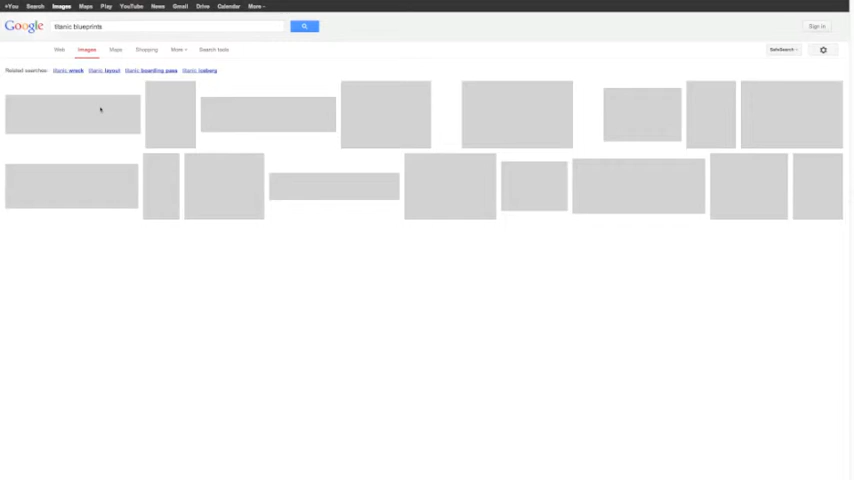 +You Search Images Maps Play YouTube News Gmail Drive Calendar More
Google titanic blueprints Sign in
Web Images Maps Shopping More Search tools SafeSearch
Related searches: titanic wreck titanic layout titanic boarding pass titanic iceberg